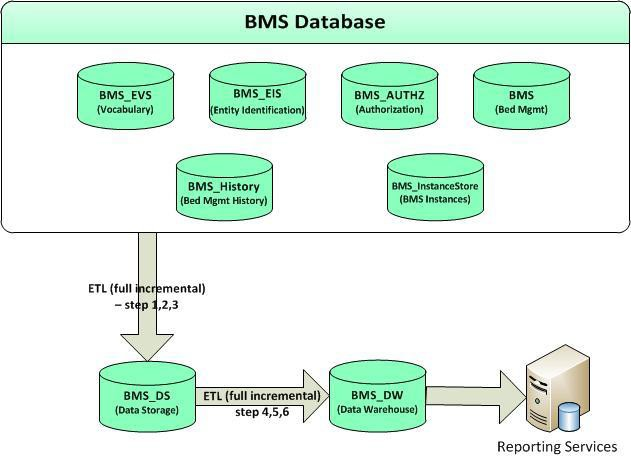 BMS Database
BMS_EVS
(Vocabulary)
BMS_EIS
(Entity Identification)
BMS_AUTHZ
(Authorization)
BMS
(Bed Mgmt)
BMS_History
(Bed Mgmt History)
BMS_InstanceStore
(BMS Instances)
ETL (full incremental)
– step 1,2,3
BMS_DS
(Data Storage)
ETL (full incremental)
step 4,5,6
BMS_DW
(Data Warehouse)
Reporting Services